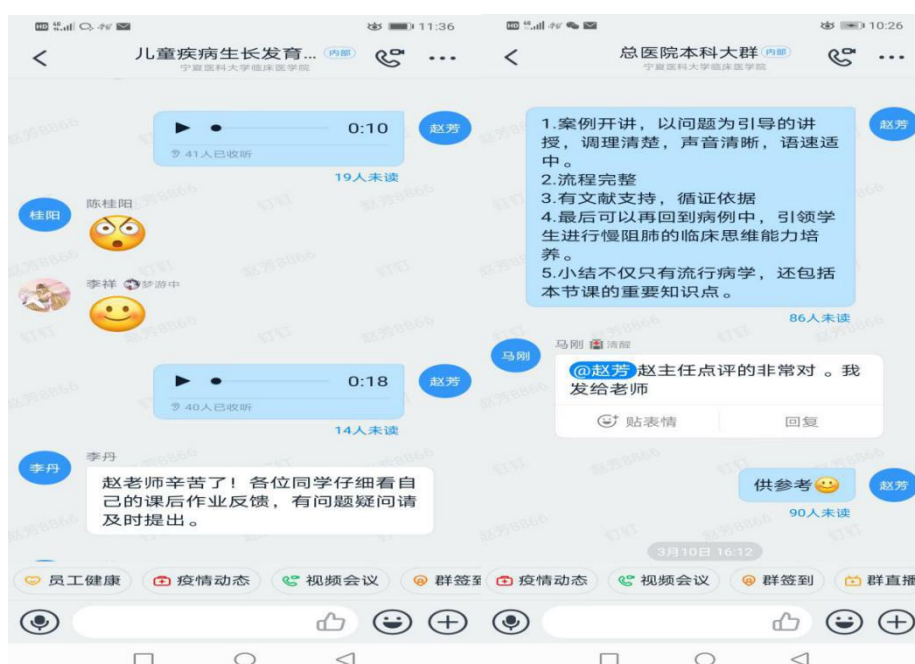 11:36
儿童疾病生长发育... 内部
宁夏医科大学临床医学院
0:10
赵芳
41人已收听
19人未读
桂阳
陈桂阳
李祥 梦游中
0:18
赵芳
40人已收听
14人未读
李丹
李丹
赵老师辛苦了！各位同学仔细看自
己的课后作业反馈，有问题疑问请
及时提出。
员工健康
疫情动态
视频会议
群签到
10:26
总医院本科大群 内部
宁夏医科大学临床医学院
赵芳
1.案例开讲，以问题为引导的讲
授，调理清楚，声音清晰，语速适
中。
2.流程完整
3.有文献支持，循证依据
4.最后可以再回到病例中，引领学
生进行慢阻肺的临床思维能力培
养。
5.小结不仅只有流行病学，还包括
本节课的重要知识点。
86人未读
马刚
马刚 清醒
@赵芳 赵主任点评的非常对 。我
发给老师
贴表情
回复
供参考
赵芳
90人未读
3月10日 16:12
疫情动态
视频会议
群签到
群直播